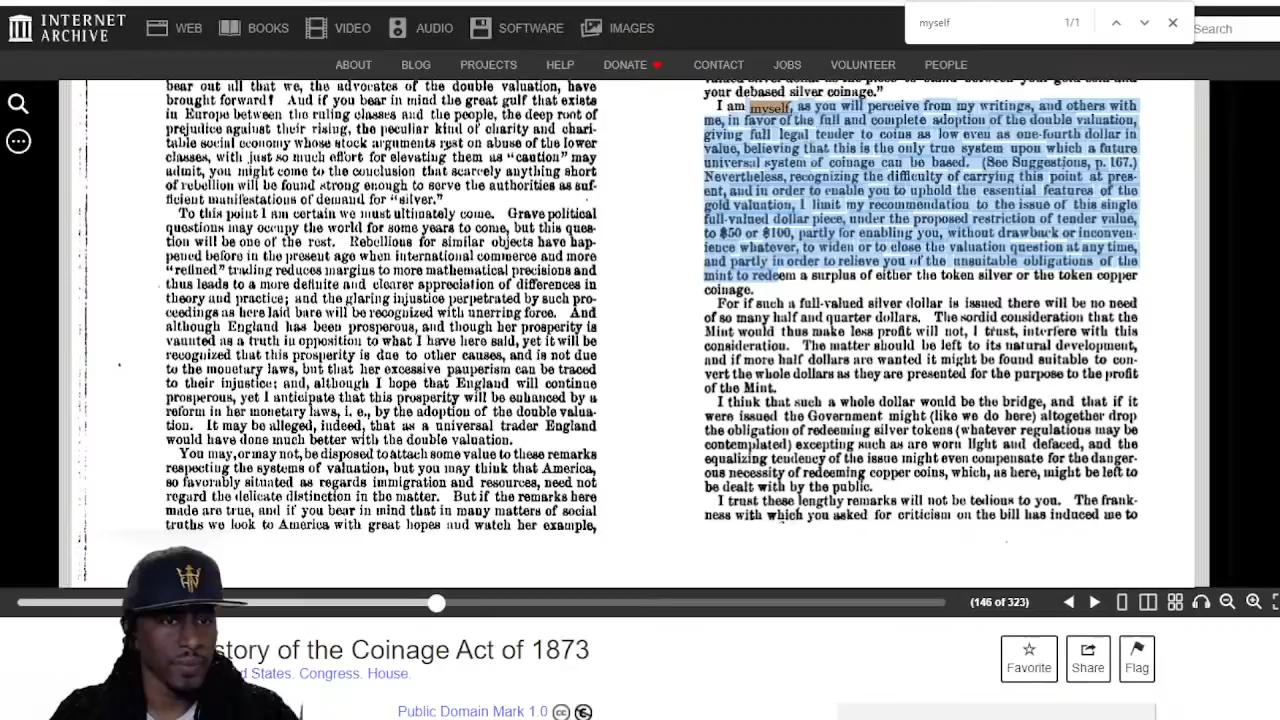 INTERNET
ARCHIVE
WEB
BOOKS
VIDEO
AUDIO
SOFTWARE
IMAGES
myself
1/1
Search
ABOUT
BLOG
PROJECTS
HELP
DONATE
CONTACT
JOBS
VOLUNTEER
PEOPLE
bear out all that we, the advocates of the double valuation, have
brought forward? And if you bear in mind the great gulf that exists
in Europe between the ruling classes and the people, the deep root of
prejudice against their rising, the peculiar kind of charity and chari-
table social economy whose stock arguments rest on abuse of the lower
classes, with just so much effort for elevating them as "caution" may
admit, you might come to the conclusion that scarcely anything short
of rebellion will be found strong enough to serve the authorities as suf-
ficient manifestations of demand for "silver."
To this point I am certain we must ultimately come. Grave political
questions may occupy the world for some years to come, but this ques-
tion will be one of the rest. Rebellions for similar objects have hap-
pened before in the present age when international commerce and more
"refined" trading reduces margins to more mathematical precisions and
thus leads to a more definite and clearer appreciation of differences in
theory and practice; and the glaring injustice perpetrated by such pro-
ceedings as here laid bare will be recognized with unerring force. And
although England has been prosperous, and though her prosperity is
vaunted as a truth in opposition to what I have here said, yet it will be
recognized that this prosperity is due to other causes, and is not due
to the monetary laws, but that her excessive pauperism can be traced
to their injustice; and, although I hope that England will continue
prosperous, yet I anticipate that this prosperity will be enhanced by a
reform in her monetary laws, i. e., by the adoption of the double valua-
tion. It may be alleged, indeed, that as a universal trader England
would have done much better with the double valuation.
You may, or may not, be disposed to attach some value to these remarks
respecting the systems of valuation, but you may think that America,
so favorably situated as regards immigration and resources, need not
regard the delicate distinction in the matter. But if the remarks here
made are true, and if you bear in mind that in many matters of social
truths we look to America with great hopes and watch her example,
your debased silver coinage."
I am myself, as you will perceive from my writings, and others with
me, in favor of the full and complete adoption of the double valuation,
giving full legal tender to coins as low even as one-fourth dollar in
value, believing that this is the only true system upon which a future
universal system of coinage can be based. (See Suggestions, p. 167.)
Nevertheless, recognizing the difficulty of carrying this point at pres-
ent, and in order to enable you to uphold the essential features of the
gold valuation, I limit my recommendation to the issue of this single
full-valued dollar piece, under the proposed restriction of tender value,
to $50 or $100, partly for enabling you, without drawback or inconven-
ience whatever, to widen or to close the valuation question at any time,
and partly in order to relieve you of the unsuitable obligations of the
mint to redeem a surplus of either the token silver or the token copper
coinage.
For if such a full-valued silver dollar is issued there will be no need
of so many half and quarter dollars. The sordid consideration that the
Mint would thus make less profit will not, I trust, interfere with this
consideration. The matter should be left to its natural development,
and if more half dollars are wanted it might be found suitable to con-
vert the whole dollars as they are presented for the purpose to the profit
of the Mint.
I think that such a whole dollar would be the bridge, and that if it
were issued the Government might (like we do here) altogether drop
the obligation of redeeming silver tokens (whatever regulations may be
contemplated) excepting such as are worn light and defaced, and the
equalizing tendency of the issue might even compensate for the danger-
ous necessity of redeeming copper coins, which, as here, might be left to
be dealt with by the public.
I trust these lengthy remarks will not be tedious to you. The frank-
ness with which you asked for criticism on the bill has induced me to
(146 of 323)
story of the Coinage Act of 1873
States. Congress. House.
Favorite
Share
Flag
Public Domain Mark 1.0